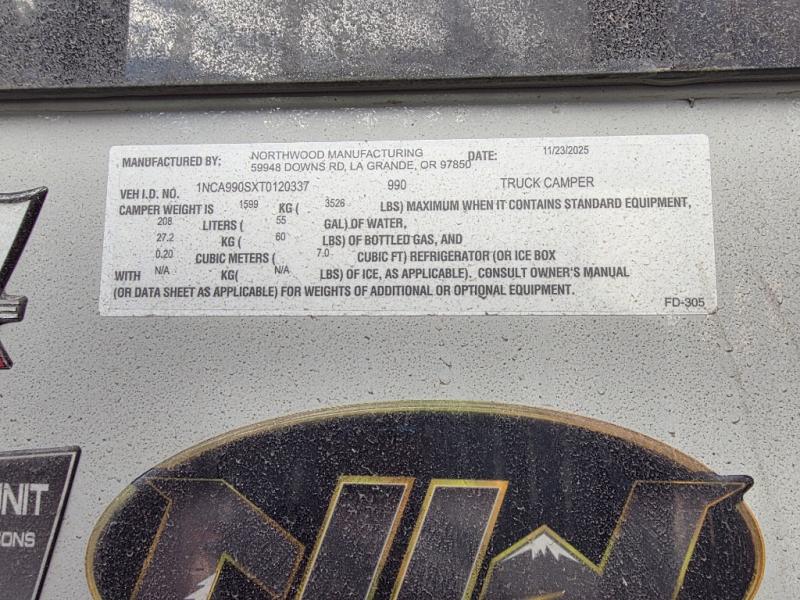 MANUFACTURED BY: NORTHWOOD MANUFACTURING DATE: 11/23/2025
59948 DOWNS RD, LA GRANDE, OR 97850
VEH I.D. NO. 1NCA990SXT0120337 990 TRUCK CAMPER
CAMPER WEIGHT IS 1599 KG ( 3526 LBS) MAXIMUM WHEN IT CONTAINS STANDARD EQUIPMENT,
208 LITERS ( 55 GAL) OF WATER,
27.2 KG ( 60 LBS) OF BOTTLED GAS, AND
0.20 CUBIC METERS ( 7.0 CUBIC FT) REFRIGERATOR (OR ICE BOX
WITH N/A KG( N/A LBS) OF ICE, AS APPLICABLE). CONSULT OWNER'S MANUAL
(OR DATA SHEET AS APPLICABLE) FOR WEIGHTS OF ADDITIONAL OR OPTIONAL EQUIPMENT.
FD-305
NW